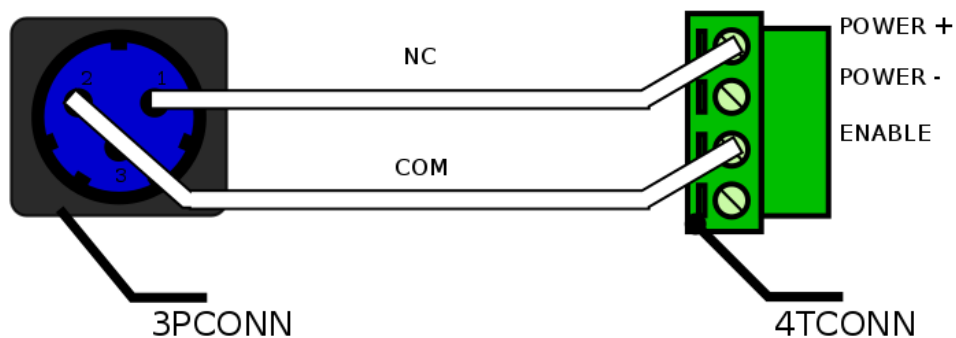 NC
POWER +
POWER -
2 1
ENABLE
COM
3
3PCONN
4TCONN